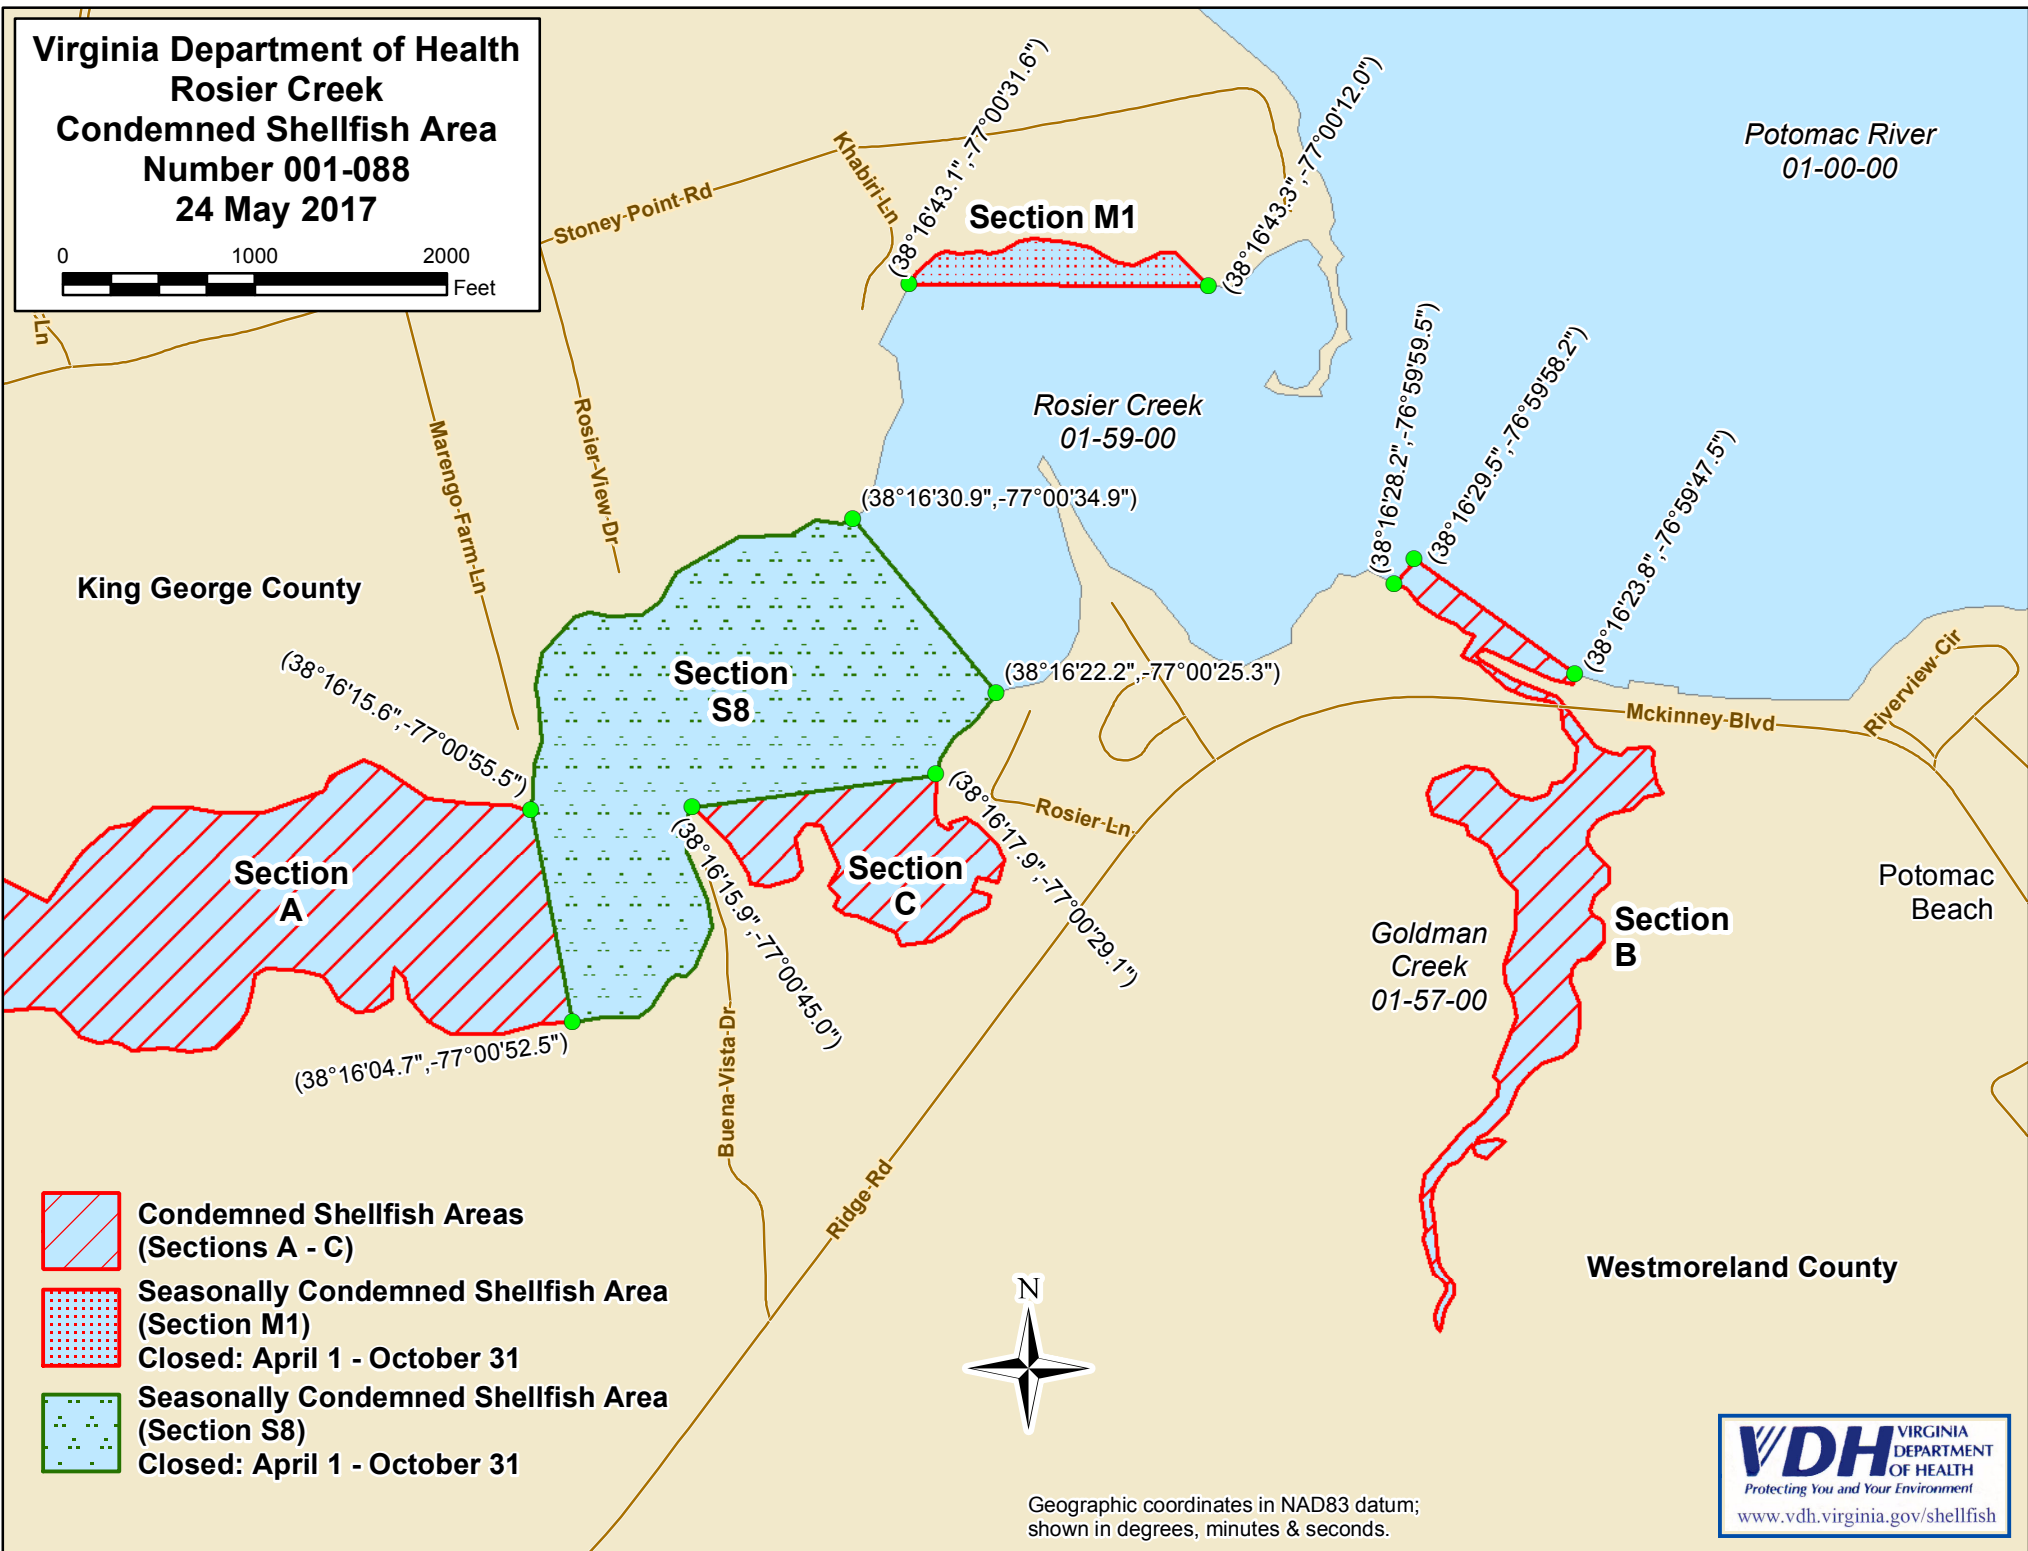 Virginia Department of Health
Rosier Creek
Condemned Shellfish Area
Number 001-088
24 May 2017
0 1000 2000
Feet
(38°16'43.1",-77°00'31.6")
(38°16'43.3",-77°00'12.0")
Potomac River
01-00-00
Khabiri-Ln
Stoney-Point-Rd
Section M1
-Ln
Rosier-View-Dr
Marengo-Farm-Ln
Rosier Creek
01-59-00
(38°16'28.2",-76°59'59.5")
(38°16'29.5",-76°59'58.2")
(38°16'23.8",-76°59'47.5")
(38°16'30.9",-77°00'34.9")
King George County
Section
S8
(38°16'22.2",-77°00'25.3")
(38°16'15.6",-77°00'55.5")
Mckinney-Blvd
Riverview-Cir
Rosier-Ln
(38°16'17.9",-77°00'29.1")
(38°16'15.9",-77°00'45.0")
Section
A
Section
C
Potomac
Beach
Goldman
Creek
01-57-00
Section
B
(38°16'04.7",-77°00'52.5")
Buena-Vista-Dr
Ridge-Rd
Condemned Shellfish Areas
(Sections A - C)
Seasonally Condemned Shellfish Area
(Section M1)
Closed: April 1 - October 31
Seasonally Condemned Shellfish Area
(Section S8)
Closed: April 1 - October 31
N
Westmoreland County
Geographic coordinates in NAD83 datum;
shown in degrees, minutes & seconds.
VDH
VIRGINIA
DEPARTMENT
OF HEALTH
Protecting You and Your Environment
www.vdh.virginia.gov/shellfish